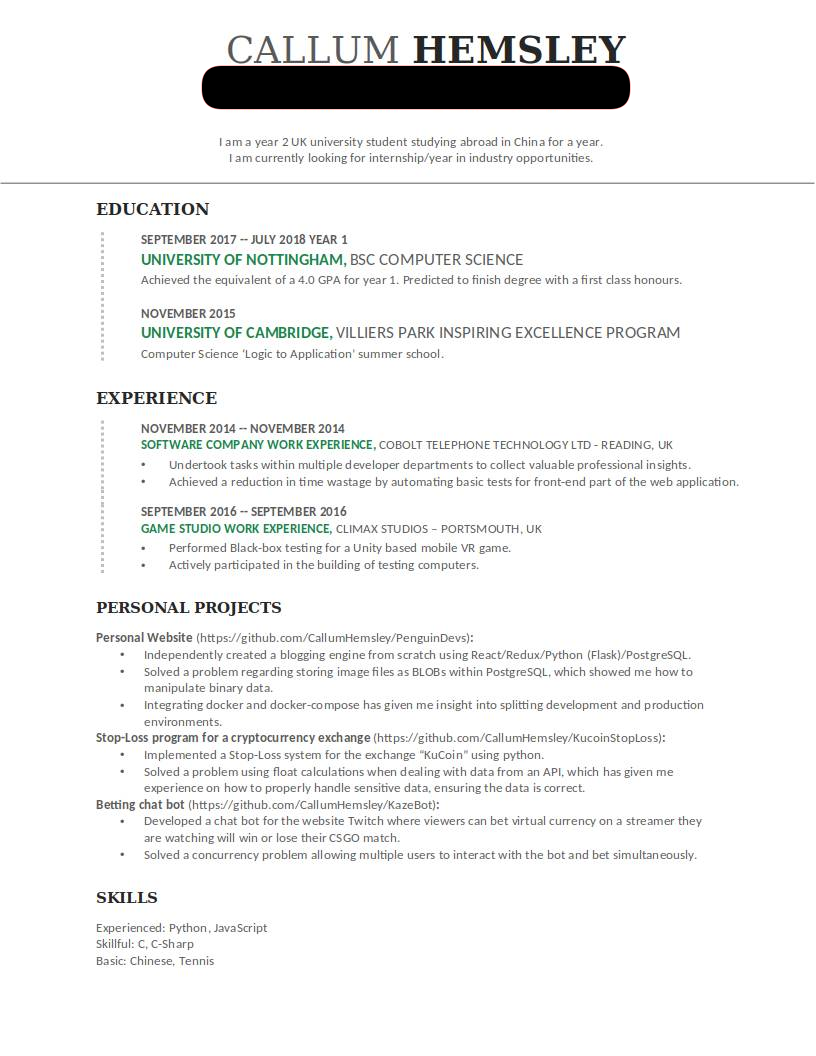 CALLUM HEMSLEY
I am a year 2 UK university student studying abroad in China for a year.
I am currently looking for internship/year in industry opportunities.
EDUCATION
SEPTEMBER 2017 -- JULY 2018 YEAR 1
UNIVERSITY OF NOTTINGHAM, BSC COMPUTER SCIENCE
Achieved the equivalent of a 4.0 GPA for year 1. Predicted to finish degree with a first class honours.
NOVEMBER 2015
UNIVERSITY OF CAMBRIDGE, VILLIERS PARK INSPIRING EXCELLENCE PROGRAM
Computer Science ‘Logic to Application’ summer school.
EXPERIENCE
NOVEMBER 2014 -- NOVEMBER 2014
SOFTWARE COMPANY WORK EXPERIENCE, COBOLT TELEPHONE TECHNOLOGY LTD - READING, UK
• Undertook tasks within multiple developer departments to collect valuable professional insights.
• Achieved a reduction in time wastage by automating basic tests for front-end part of the web application.
SEPTEMBER 2016 -- SEPTEMBER 2016
GAME STUDIO WORK EXPERIENCE, CLIMAX STUDIOS – PORTSMOUTH, UK
• Performed Black-box testing for a Unity based mobile VR game.
• Actively participated in the building of testing computers.
PERSONAL PROJECTS
Personal Website (https://github.com/CallumHemsley/PenguinDevs):
• Independently created a blogging engine from scratch using React/Redux/Python (Flask)/PostgreSQL.
• Solved a problem regarding storing image files as BLOBs within PostgreSQL, which showed me how to
manipulate binary data.
• Integrating docker and docker-compose has given me insight into splitting development and production
environments.
Stop-Loss program for a cryptocurrency exchange (https://github.com/CallumHemsley/KucoinStopLoss):
• Implemented a Stop-Loss system for the exchange “KuCoin” using python.
• Solved a problem using float calculations when dealing with data from an API, which has given me
experience on how to properly handle sensitive data, ensuring the data is correct.
Betting chat bot (https://github.com/CallumHemsley/KazeBot):
• Developed a chat bot for the website Twitch where viewers can bet virtual currency on a streamer they
are watching will win or lose their CSGO match.
• Solved a concurrency problem allowing multiple users to interact with the bot and bet simultaneously.
SKILLS
Experienced: Python, JavaScript
Skillful: C, C-Sharp
Basic: Chinese, Tennis